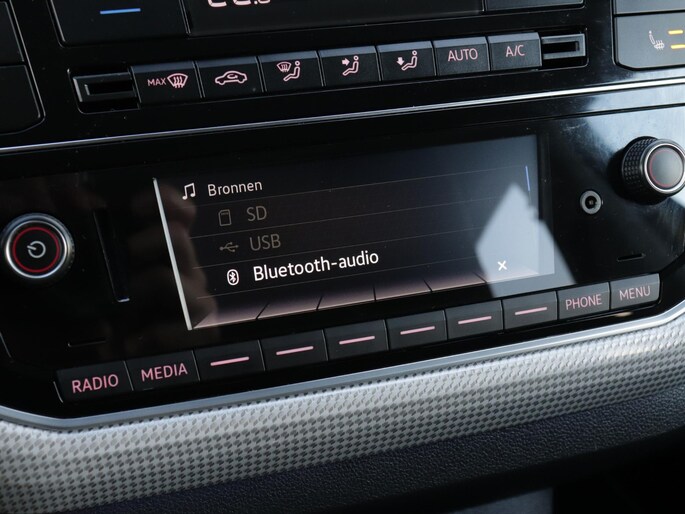 MAX
AUTO
A/C
Bronnen
SD
USB
Bluetooth-audio
RADIO
MEDIA
PHONE
MENU